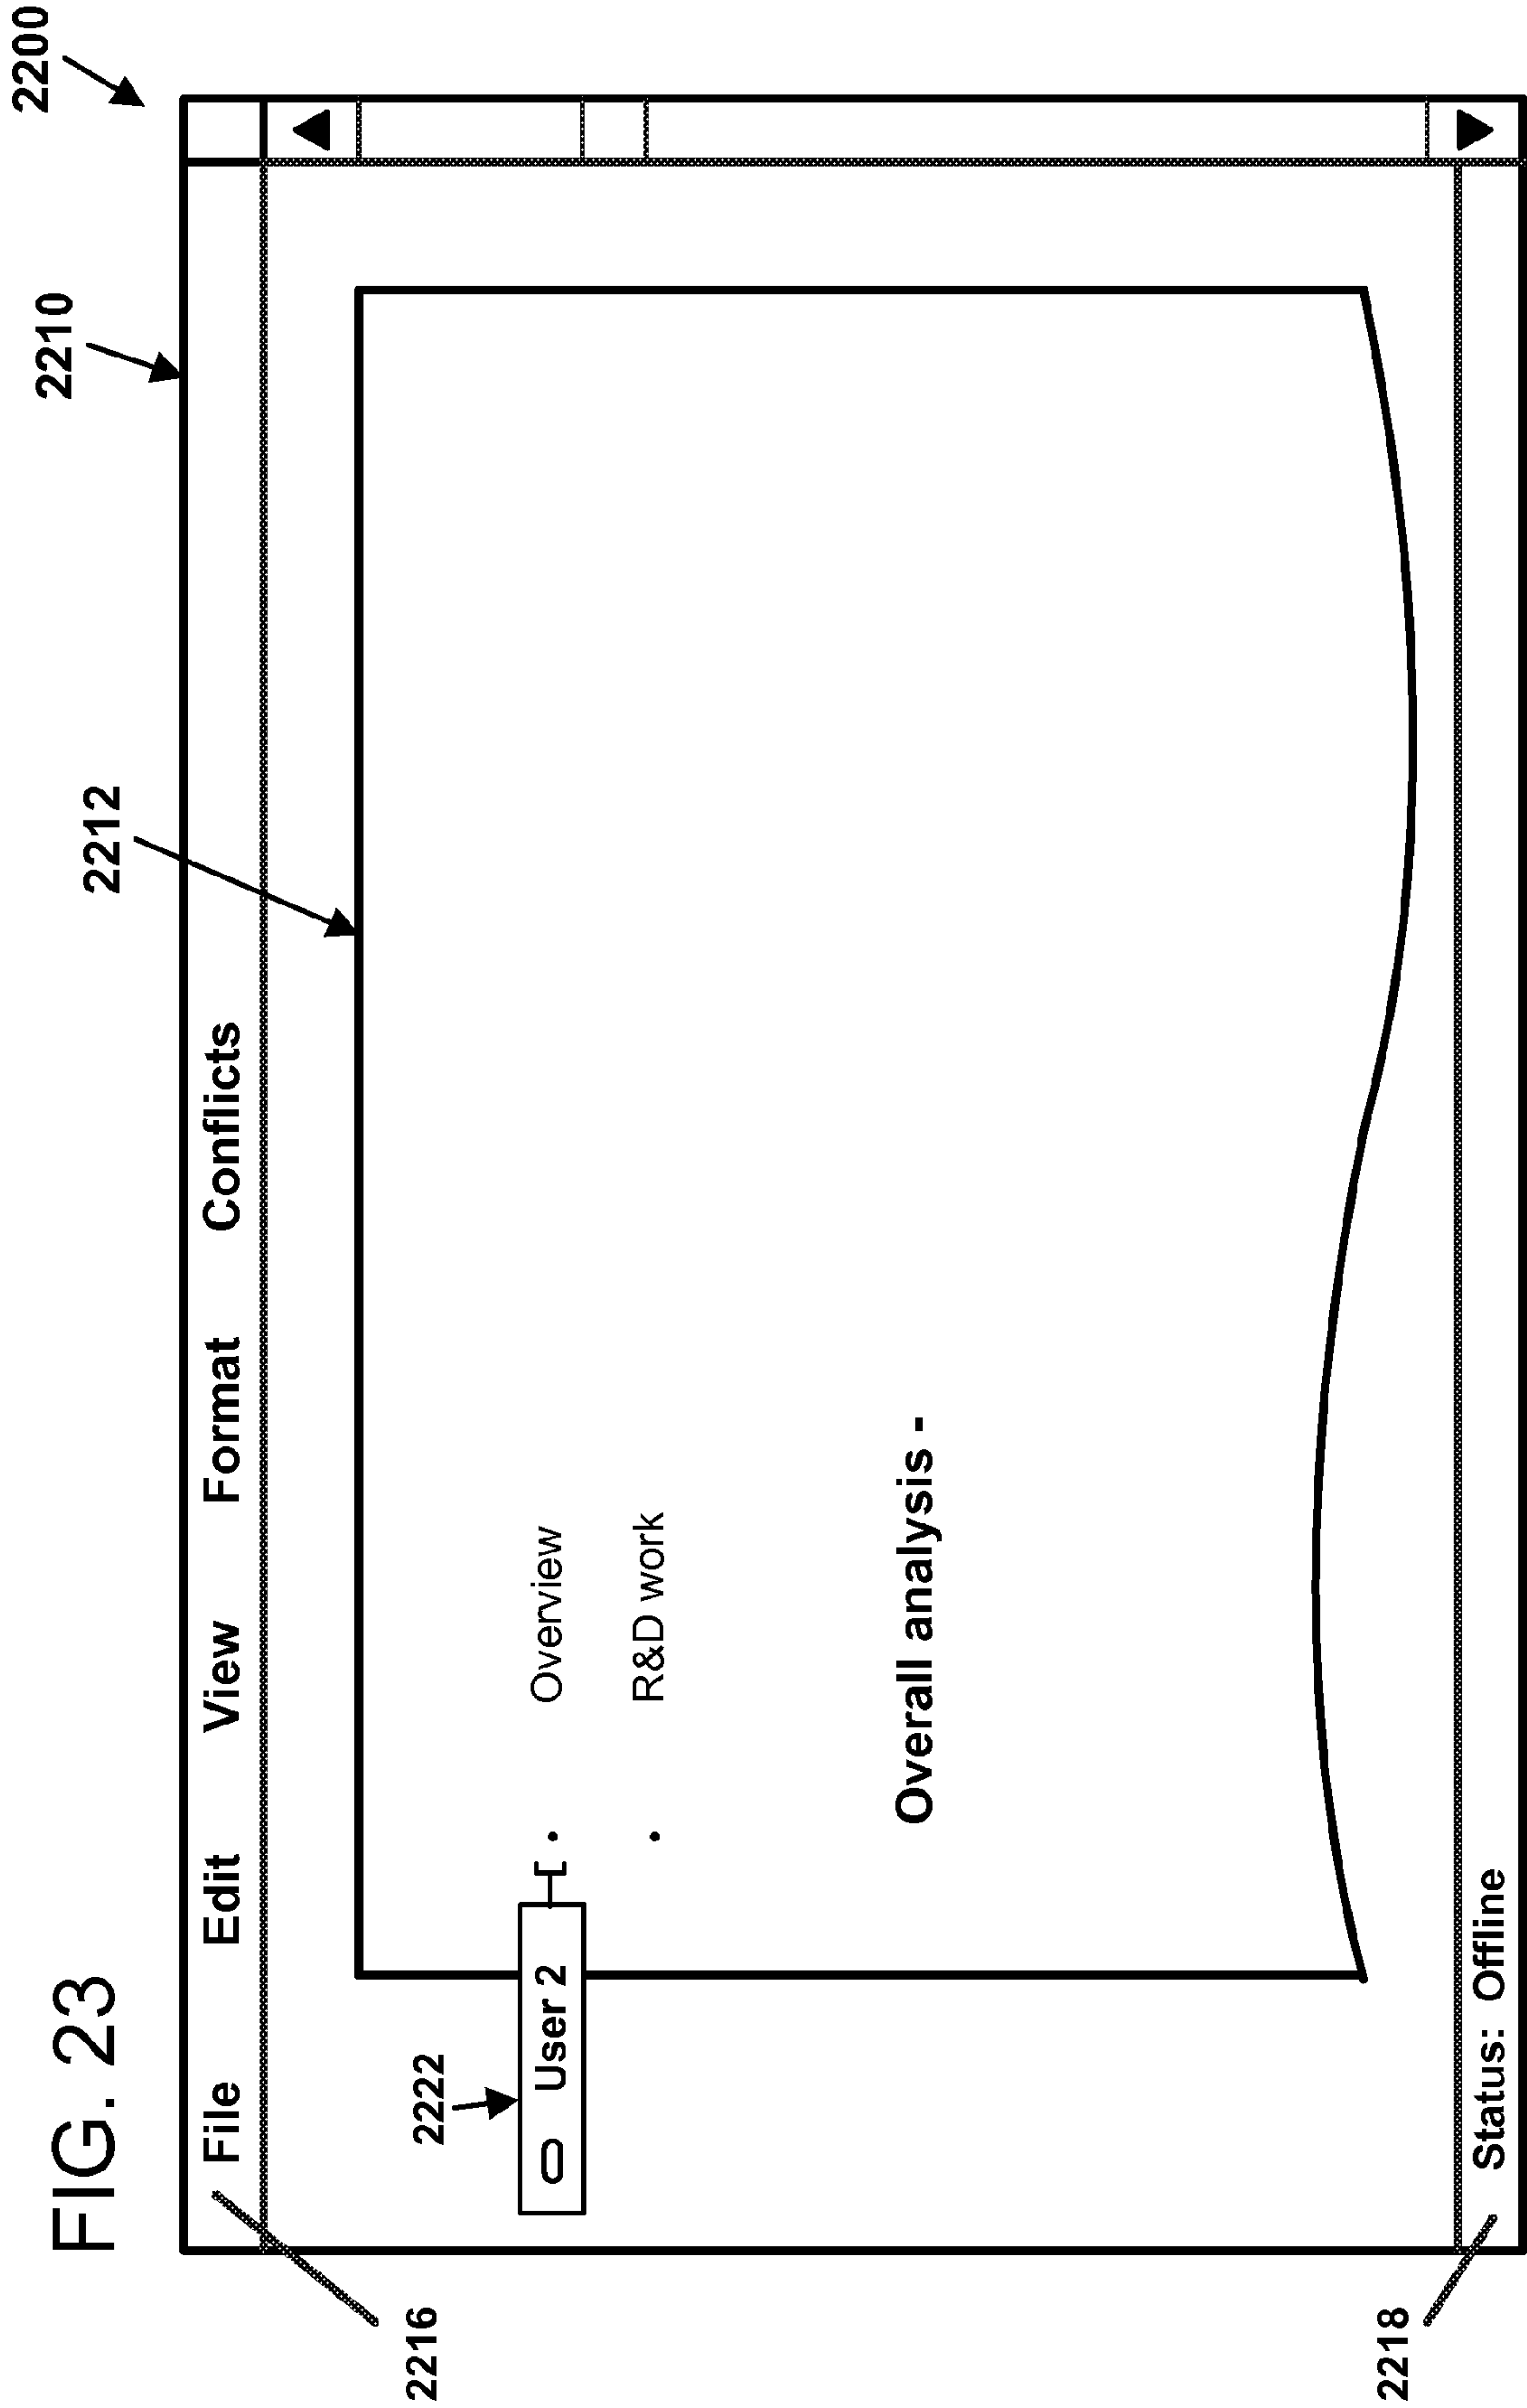 FIG. 23
2200
2210
2212
2216
File Edit View Format Conflicts
2222
User 2
• Overview
• R&D work
Overall analysis -
2218
Status: Offline